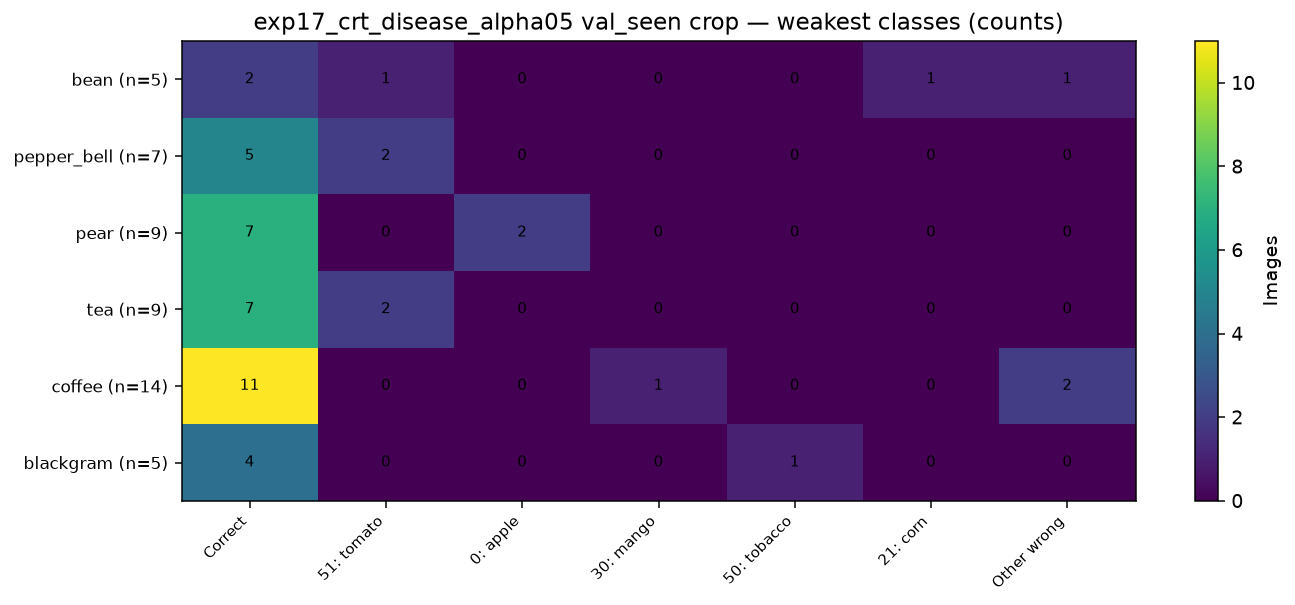 exp17_crt_disease_alpha05 val_seen crop — weakest classes (counts)
bean (n=5) 2 1 0 0 0 1 1
pepper_bell (n=7) 5 2 0 0 0 0 0
pear (n=9) 7 0 2 0 0 0 0
tea (n=9) 7 2 0 0 0 0 0
coffee (n=14) 11 0 0 1 0 0 2
blackgram (n=5) 4 0 0 0 1 0 0
Correct 51: tomato 0: apple 30: mango 50: tobacco 21: corn Other wrong
10
8
6
4
2
0
Images